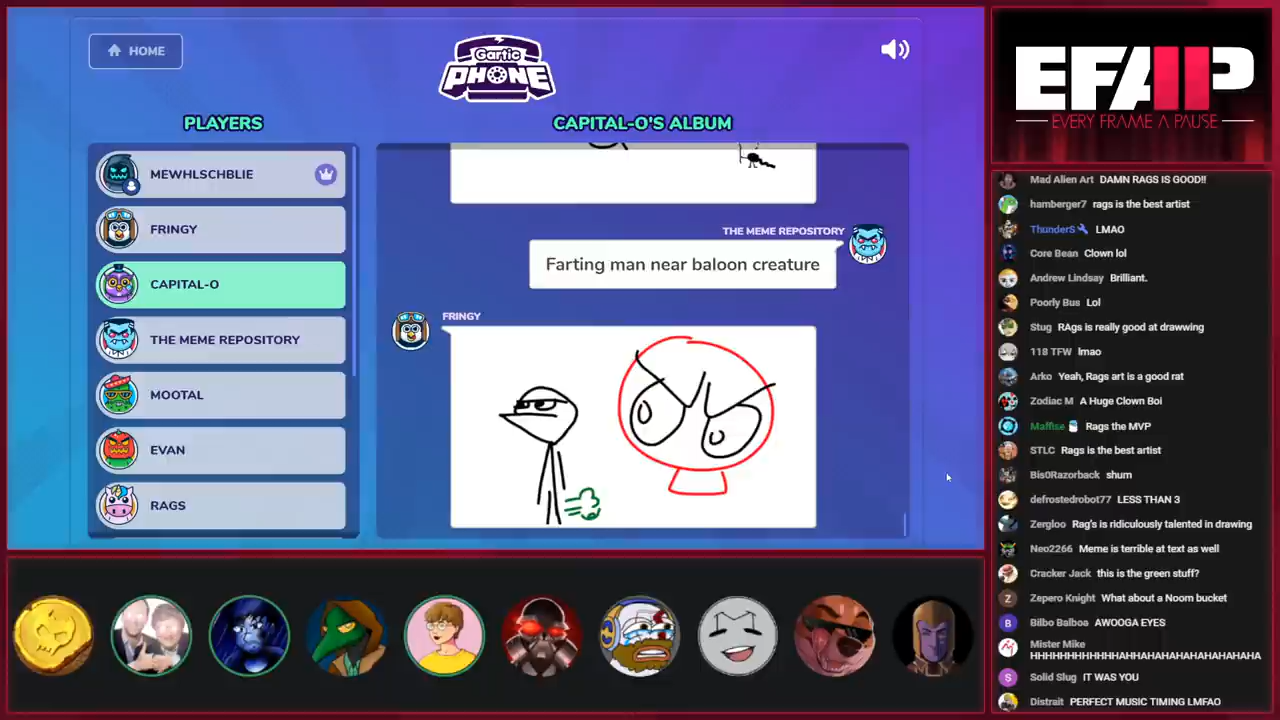 HOME
Gartic
PHONE
PLAYERS
CAPITAL-O'S ALBUM
MEWHLSCHBLIE
FRINGY
CAPITAL-O
THE MEME REPOSITORY
MOOTAL
EVAN
RAGS
THE MEME REPOSITORY
Farting man near baloon creature
FRINGY
EFAP
EVERY FRAME A PAUSE
Mad Alien Art DAMN RAGS IS GOOD!!
hamberger7 rags is the best artist
ThunderS LMAO
Core Bean Clown lol
Andrew Lindsay Brilliant.
Poorly Bus Lol
Stug RAgs is really good at drawwing
118 TFW lmao
Arko Yeah, Rags art is a good rat
Zodiac M A Huge Clown Boi
Maffise Rags the MVP
STLC Rags is the best artist
Bis0Razorback shum
defrostedrobot77 LESS THAN 3
Zergloo Rag's is ridiculously talented in drawing
Neo2266 Meme is terrible at text as well
Cracker Jack this is the green stuff?
Z Zepero Knight What about a Noom bucket
B Bilbo Balboa AWOOGA EYES
Mister Mike
HHHHHHHHHHHHAHHAHAHAHAHAHAHAHA
S Solid Slug IT WAS YOU
Distrait PERFECT MUSIC TIMING LMFAO